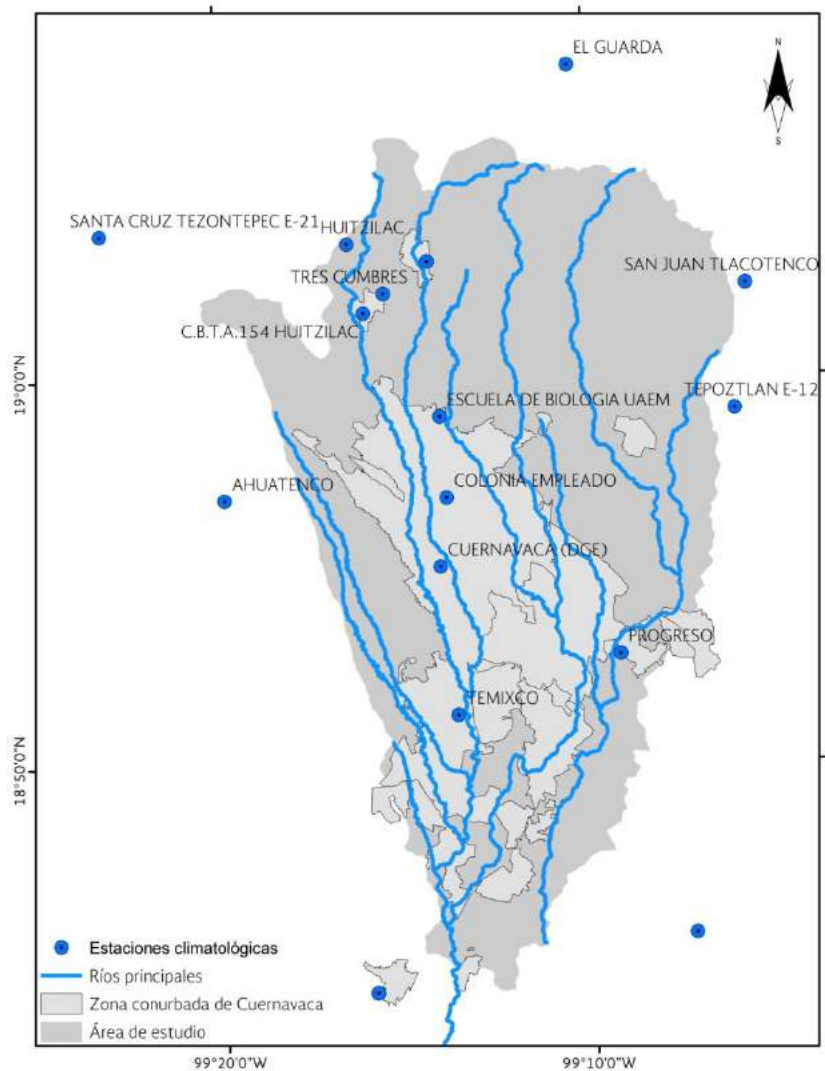 EL GUARDA
N
S
SANTA CRUZ TEZONTEPEC E-21
HUITZILAC
TRES CUMBRES
SAN JUAN TLACOTENCO
C.B.T.A.154 HUITZILAC
19°0'0"N
TEPOZTLAN E-12
ESCUELA DE BIOLOGIA UAEM
AHUATENCO
COLONIA EMPLEADO
CUERNAVACA (DGE)
PROGRESO
TEMIXCO
18°50'0"N
Estaciones climatológicas
Ríos principales
Zona conurbada de Cuernavaca
Área de estudio
99°20'0"W
99°10'0"W